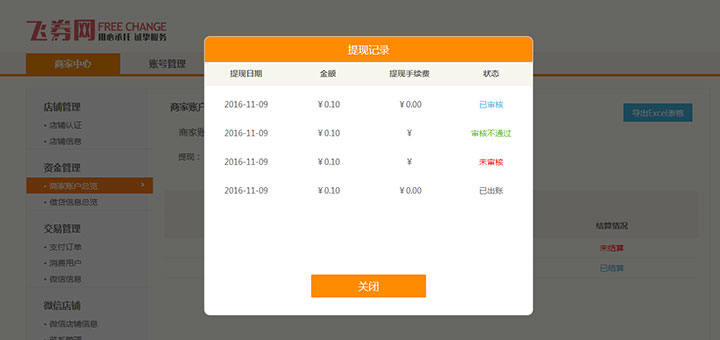 飞券网 FREE CHANGE
用心承托 诚挚服务
商家中心 账号管理
店铺管理
• 店铺认证
• 店铺信息
资金管理
• 商家账户总览
• 借贷信息总览
交易管理
• 支付订单
• 消费用户
• 微信信息
微信店铺
• 微信店铺信息
商家账户
商家账
提现：
导出Excel表格
结算情况
未结算
已结算
提现记录
提现日期 金额 提现手续费 状态
2016-11-09 ¥0.10 ¥0.00 已审核
2016-11-09 ¥0.10 ¥ 审核不通过
2016-11-09 ¥0.10 ¥ 未审核
2016-11-09 ¥0.10 ¥0.00 已出账
关闭